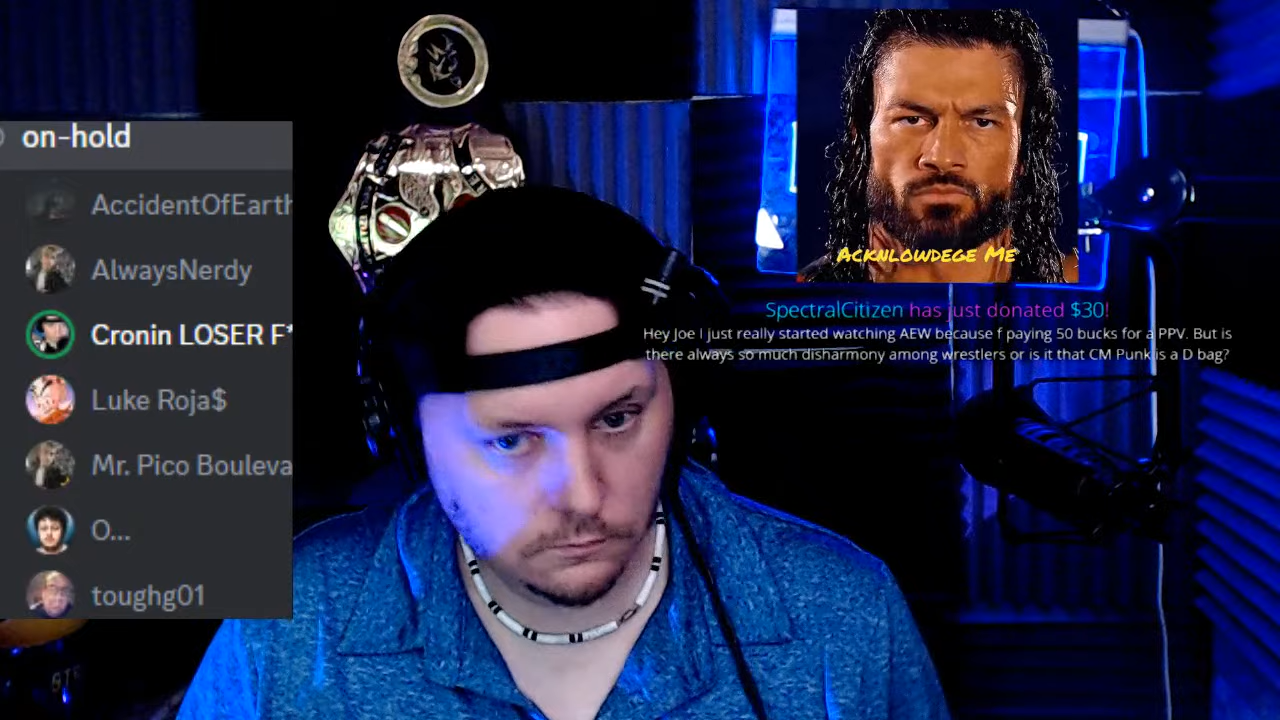 on-hold
AccidentOfEarth
AlwaysNerdy
Cronin LOSER F*
Luke Roja$
Mr. Pico Bouleva
O...
toughg01
Acknlowdege Me
SpectralCitizen has just donated $30!
Hey Joe I just really started watching AEW because f paying 50 bucks for a PPV. But is
there always so much disharmony among wrestlers or is it that CM Punk is a D bag?